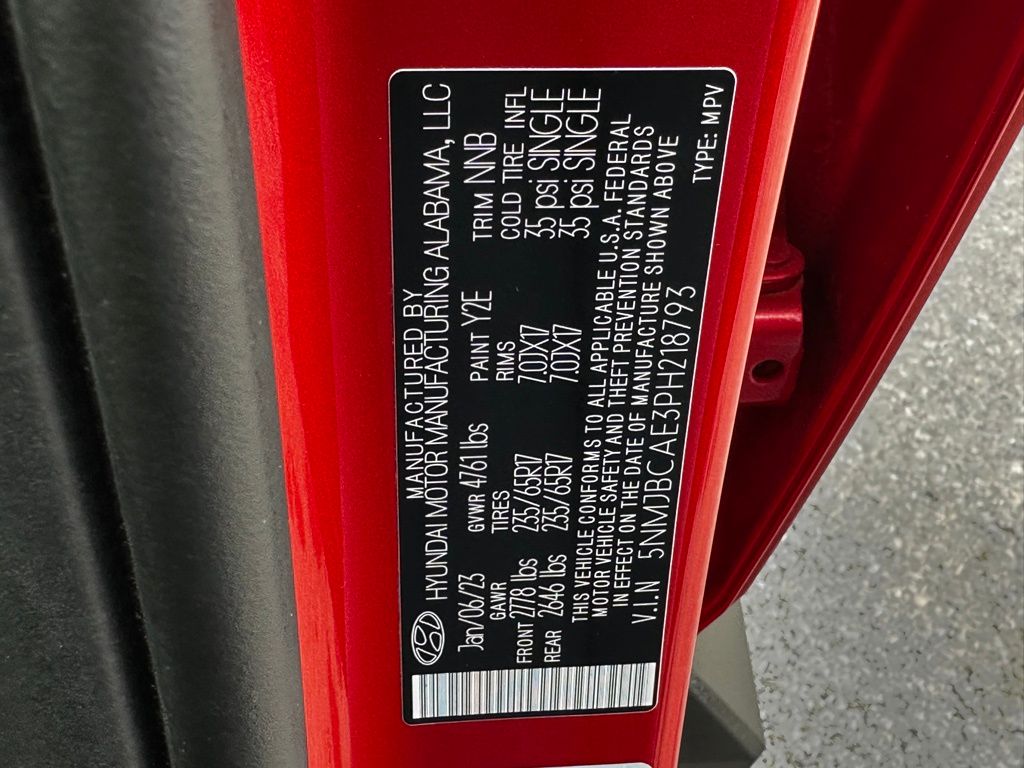 MANUFACTURED BY
HYUNDAI MOTOR MANUFACTURING ALABAMA, LLC
Jan/06/23 GVWR 4761 lbs PAINT Y2E TRIM NNB
GAWR TIRES RIMS COLD TIRE INFL
FRONT 2778 lbs 235/65R17 7.0JX17 35 psi SINGLE
REAR 2646 lbs 235/65R17 7.0JX17 35 psi SINGLE
THIS VEHICLE CONFORMS TO ALL APPLICABLE U.S.A. FEDERAL
MOTOR VEHICLE SAFETY AND THEFT PREVENTION STANDARDS
IN EFFECT ON THE DATE OF MANUFACTURE SHOWN ABOVE
V.I.N 5NMJBCAE3PH218793 TYPE: MPV